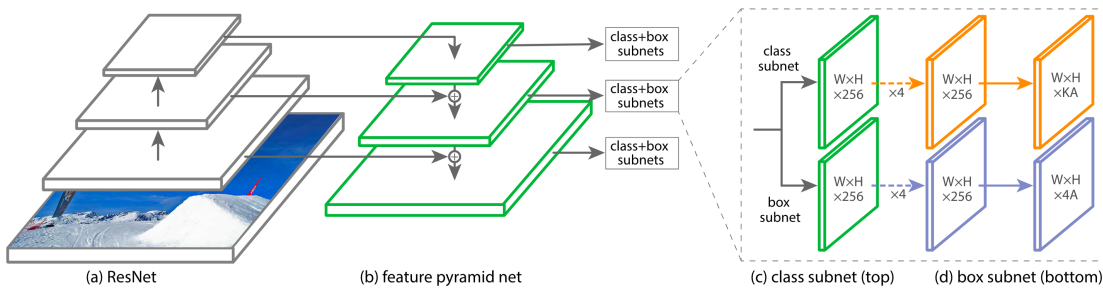 class+box
subnets
class+box
subnets
class+box
subnets
class
subnet
W×H
×256
×4
W×H
×256
W×H
×KA
box
subnet
W×H
×256
×4
W×H
×256
W×H
×4A
(a) ResNet
(b) feature pyramid net
(c) class subnet (top)
(d) box subnet (bottom)